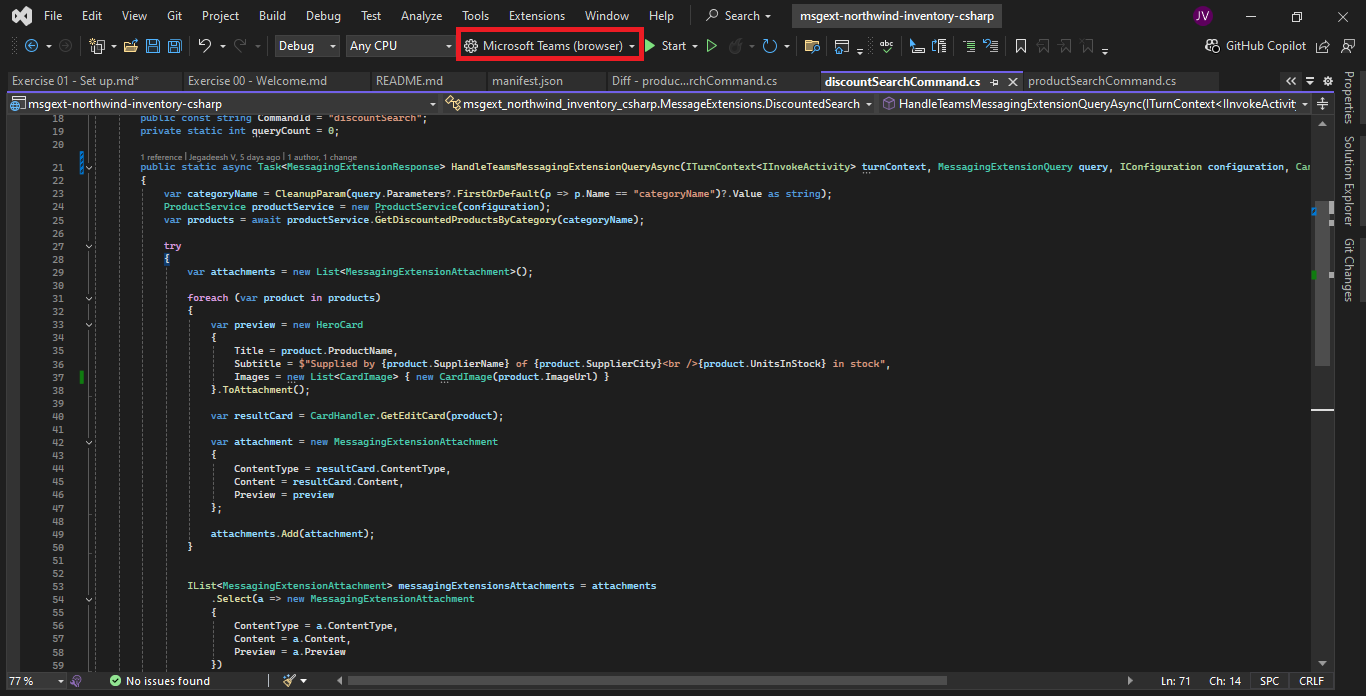 File Edit View Git Project Build Debug Test Analyze Tools Extensions Window Help Search msgext-northwind-inventory-csharp JV
Debug Any CPU Microsoft Teams (browser) Start abc GitHub Copilot
Exercise 01 - Set up.md* Exercise 00 - Welcome.md README.md manifest.json Diff - produc...rchCommand.cs discountSearchCommand.cs productSearchCommand.cs
msgext-northwind-inventory-csharp msgext_northwind_inventory_csharp.MessageExtensions.DiscountedSearch HandleTeamsMessagingExtensionQueryAsync(ITurnContext<IInvokeActivity
18 public const string CommandId = "discountSearch";
19 private static int queryCount = 0;
20
1 reference | Jegadeesh V, 5 days ago | 1 author, 1 change
21 public static async Task<MessagingExtensionResponse> HandleTeamsMessagingExtensionQueryAsync(ITurnContext<IInvokeActivity> turnContext, MessagingExtensionQuery query, IConfiguration configuration, Can
22 {
23 var categoryName = CleanupParam(query.Parameters?.FirstOrDefault(p => p.Name == "categoryName")?.Value as string);
24 ProductService productService = new ProductService(configuration);
25 var products = await productService.GetDiscountedProductsByCategory(categoryName);
26
27 try
28 {
29 var attachments = new List<MessagingExtensionAttachment>();
30
31 foreach (var product in products)
32 {
33 var preview = new HeroCard
34 {
35 Title = product.ProductName,
36 Subtitle = $"Supplied by {product.SupplierName} of {product.SupplierCity}<br />{product.UnitsInStock} in stock",
37 Images = new List<CardImage> { new CardImage(product.ImageUrl) }
38 }.ToAttachment();
39
40 var resultCard = CardHandler.GetEditCard(product);
41
42 var attachment = new MessagingExtensionAttachment
43 {
44 ContentType = resultCard.ContentType,
45 Content = resultCard.Content,
46 Preview = preview
47 };
48
49 attachments.Add(attachment);
50 }
51
52
53 IList<MessagingExtensionAttachment> messagingExtensionsAttachments = attachments
54 .Select(a => new MessagingExtensionAttachment
55 {
56 ContentType = a.ContentType,
57 Content = a.Content,
58 Preview = a.Preview
59 })
Properties
Solution Explorer
Git Changes
77 % No issues found Ln: 71 Ch: 14 SPC CRLF